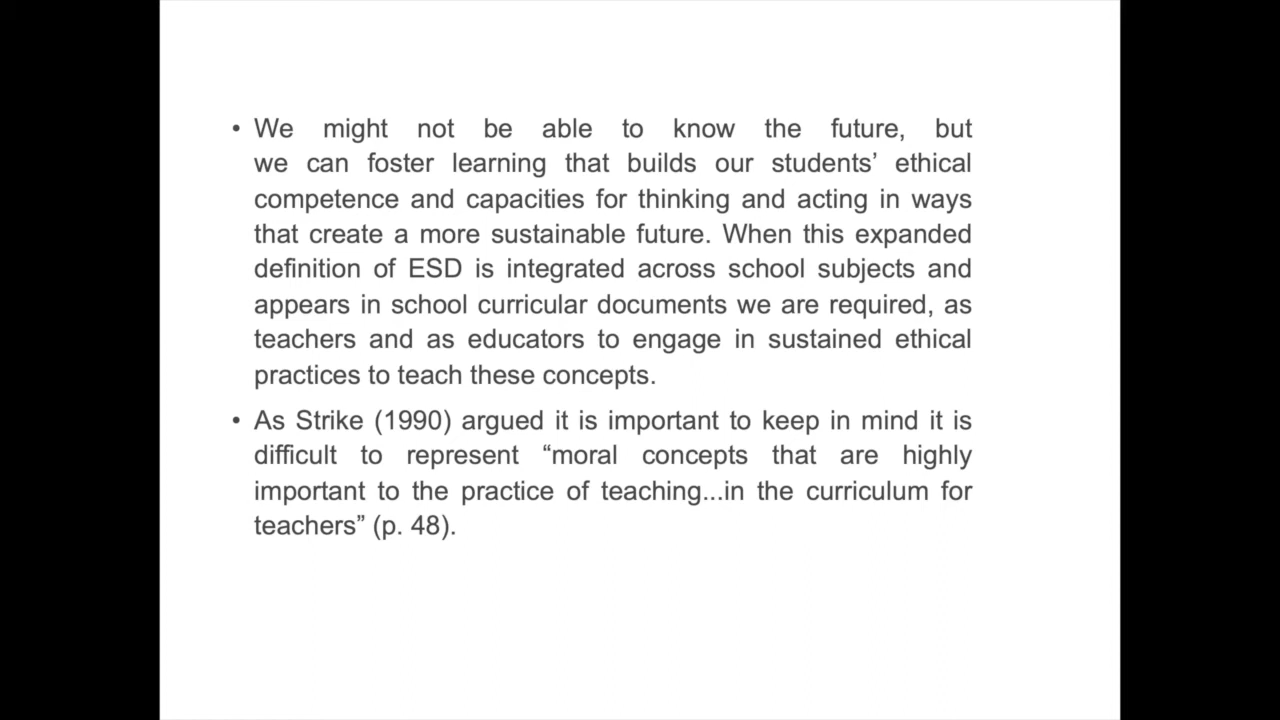 • We might not be able to know the future, but
we can foster learning that builds our students’ ethical
competence and capacities for thinking and acting in ways
that create a more sustainable future. When this expanded
definition of ESD is integrated across school subjects and
appears in school curricular documents we are required, as
teachers and as educators to engage in sustained ethical
practices to teach these concepts.
• As Strike (1990) argued it is important to keep in mind it is
difficult to represent “moral concepts that are highly
important to the practice of teaching...in the curriculum for
teachers” (p. 48).